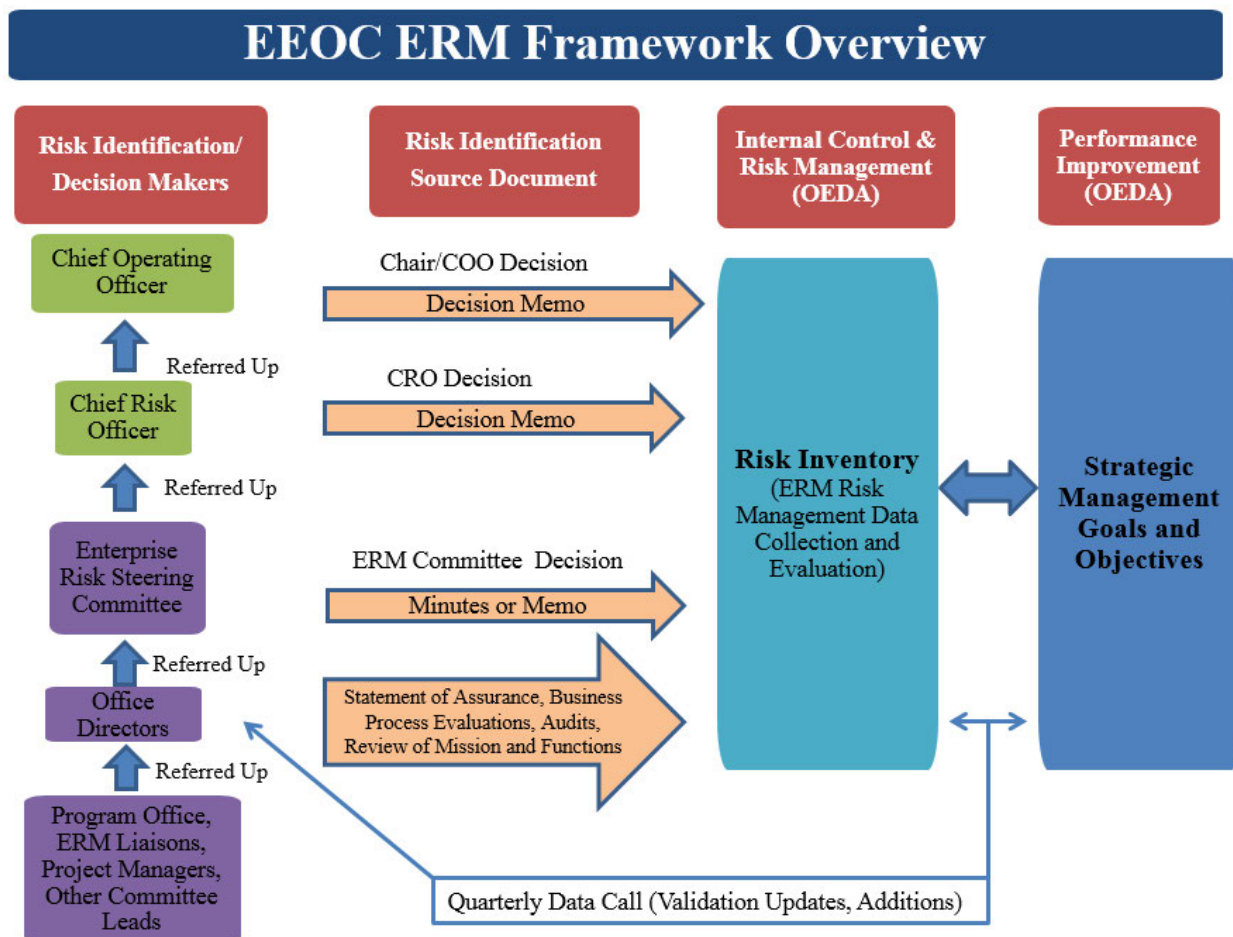 EEOC ERM Framework Overview
Risk Identification/
Decision Makers
Risk Identification
Source Document
Internal Control &
Risk Management
(OEDA)
Performance
Improvement
(OEDA)
Chief Operating
Officer
Referred Up
Chief Risk
Officer
Referred Up
Enterprise
Risk Steering
Committee
Referred Up
Office
Directors
Referred Up
Program Office,
ERM Liaisons,
Project Managers,
Other Committee
Leads
Chair/COO Decision
Decision Memo
CRO Decision
Decision Memo
ERM Committee Decision
Minutes or Memo
Statement of Assurance, Business
Process Evaluations, Audits,
Review of Mission and Functions
Risk Inventory
(ERM Risk
Management Data
Collection and
Evaluation)
Strategic
Management
Goals and
Objectives
Quarterly Data Call (Validation Updates, Additions)